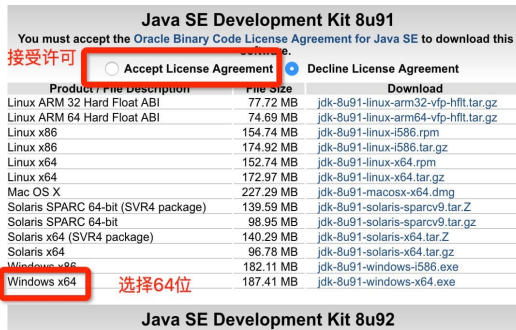 Java SE Development Kit 8u91
You must accept the Oracle Binary Code License Agreement for Java SE to download this
software.
接受许可
Accept License Agreement Decline License Agreement
Product / File Description File Size Download
Linux ARM 32 Hard Float ABI 77.72 MB jdk-8u91-linux-arm32-vfp-hflt.tar.gz
Linux ARM 64 Hard Float ABI 74.69 MB jdk-8u91-linux-arm64-vfp-hflt.tar.gz
Linux x86 154.74 MB jdk-8u91-linux-i586.rpm
Linux x86 174.92 MB jdk-8u91-linux-i586.tar.gz
Linux x64 152.74 MB jdk-8u91-linux-x64.rpm
Linux x64 172.97 MB jdk-8u91-linux-x64.tar.gz
Mac OS X 227.29 MB jdk-8u91-macosx-x64.dmg
Solaris SPARC 64-bit (SVR4 package) 139.59 MB jdk-8u91-solaris-sparcv9.tar.Z
Solaris SPARC 64-bit 98.95 MB jdk-8u91-solaris-sparcv9.tar.gz
Solaris x64 (SVR4 package) 140.29 MB jdk-8u91-solaris-x64.tar.Z
Solaris x64 96.78 MB jdk-8u91-solaris-x64.tar.gz
Windows x86 182.11 MB jdk-8u91-windows-i586.exe
Windows x64 187.41 MB jdk-8u91-windows-x64.exe
选择64位
Java SE Development Kit 8u92